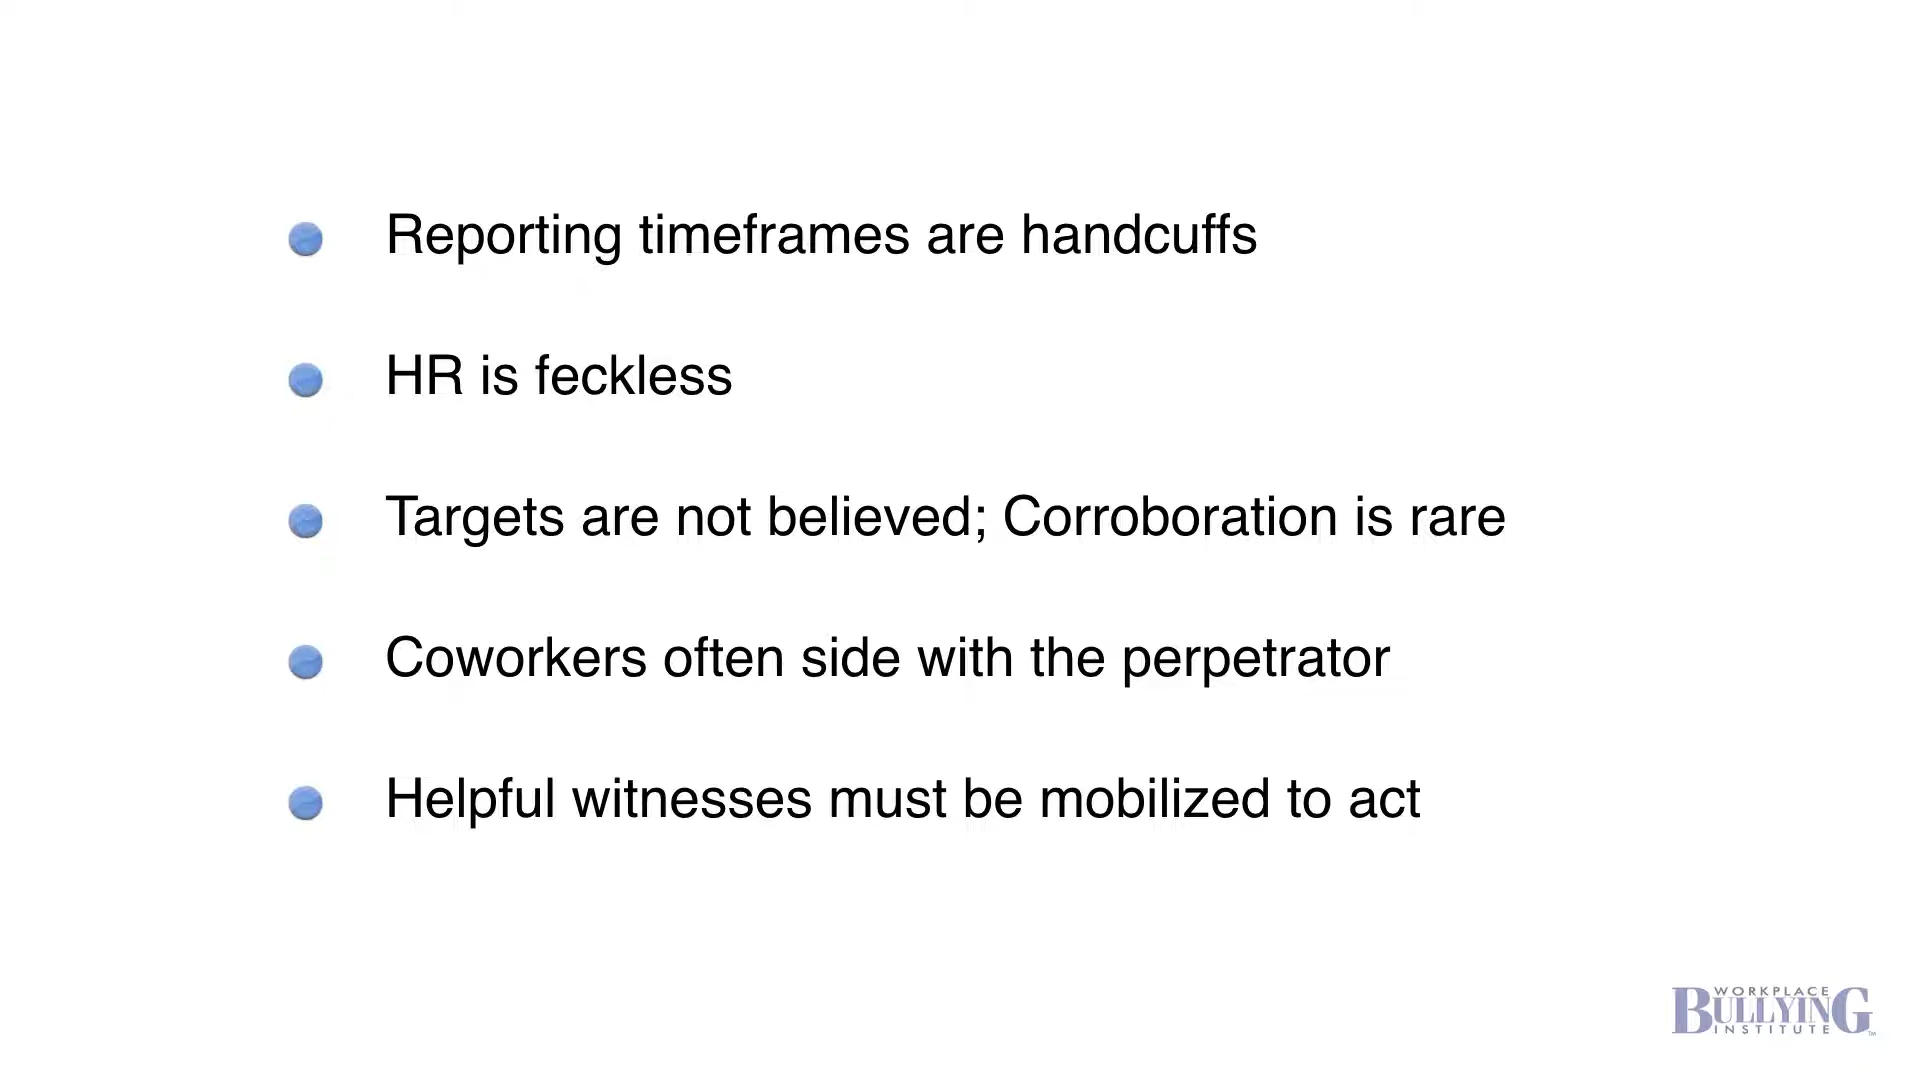 Reporting timeframes are handcuffs
HR is feckless
Targets are not believed; Corroboration is rare
Coworkers often side with the perpetrator
Helpful witnesses must be mobilized to act
WORKPLACE
BULLYING
INSTITUTE™